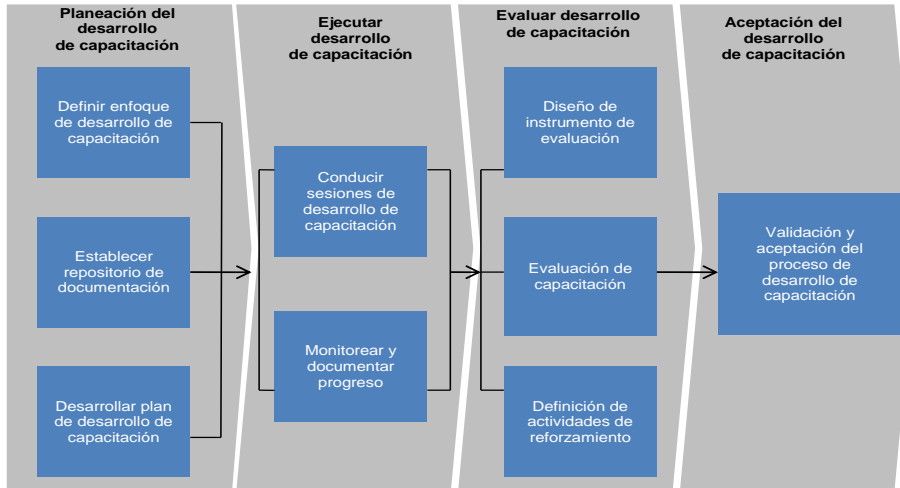 Planeación del
desarrollo
de capacitación
Definir enfoque
de desarrollo de
capacitación
Establecer
repositorio de
documentación
Desarrollar plan
de desarrollo de
capacitación
Ejecutar
desarrollo
de capacitación
Conducir
sesiones de
desarrollo de
capacitación
Monitorear y
documentar
progreso
Evaluar desarrollo
de capacitación
Diseño de
instrumento de
evaluación
Evaluación de
capacitación
Definición de
actividades de
reforzamiento
Aceptación del
desarrollo
de capacitación
Validación y
aceptación del
proceso de
desarrollo de
capacitación